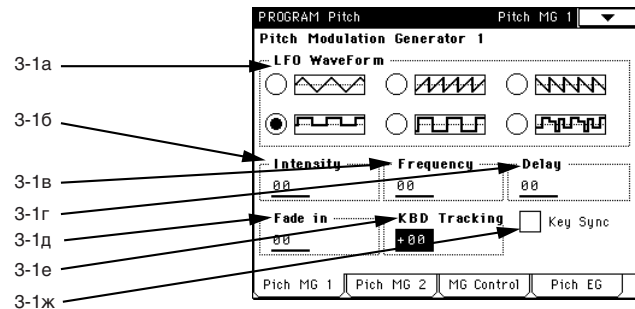 PROGRAM Pitch Pitch MG 1
Pitch Modulation Generator 1
3-1а
LFO WaveForm
3-1б
Intensity Frequency Delay
3-1в
00 00 00
3-1г
Fade in KBD Tracking Key Sync
3-1д
00 +00
3-1е
Pich MG 1 Pich MG 2 MG Control Pich EG
3-1ж